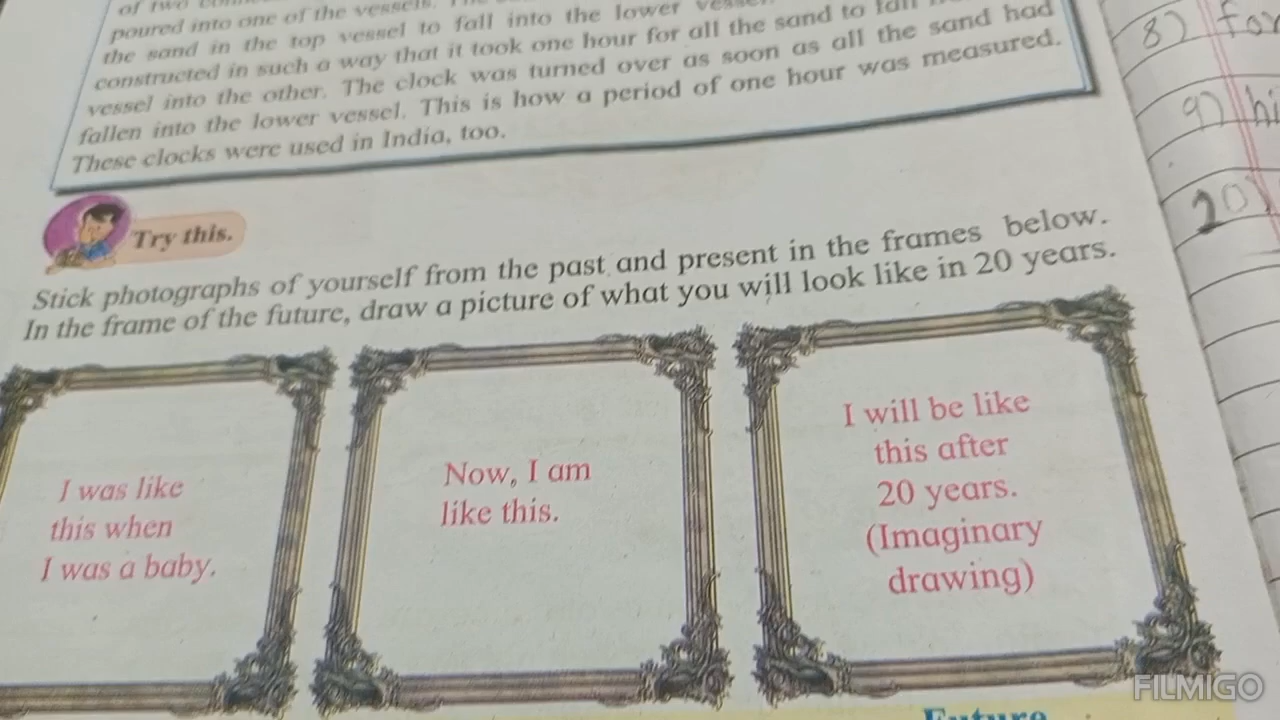 of two
poured into one of the vessels.
the sand in the top vessel to fall into the lower
constructed in such a way that it took one hour for all the sand to fall
vessel into the other. The clock was turned over as soon as all the sand had
fallen into the lower vessel. This is how a period of one hour was measured.
These clocks were used in India, too.
Try this.
Stick photographs of yourself from the past and present in the frames below.
In the frame of the future, draw a picture of what you will look like in 20 years.
I was like
this when
I was a baby.
Now, I am
like this.
I will be like
this after
20 years.
(Imaginary
drawing)
Future
8)
9)
20)
FILMIGO